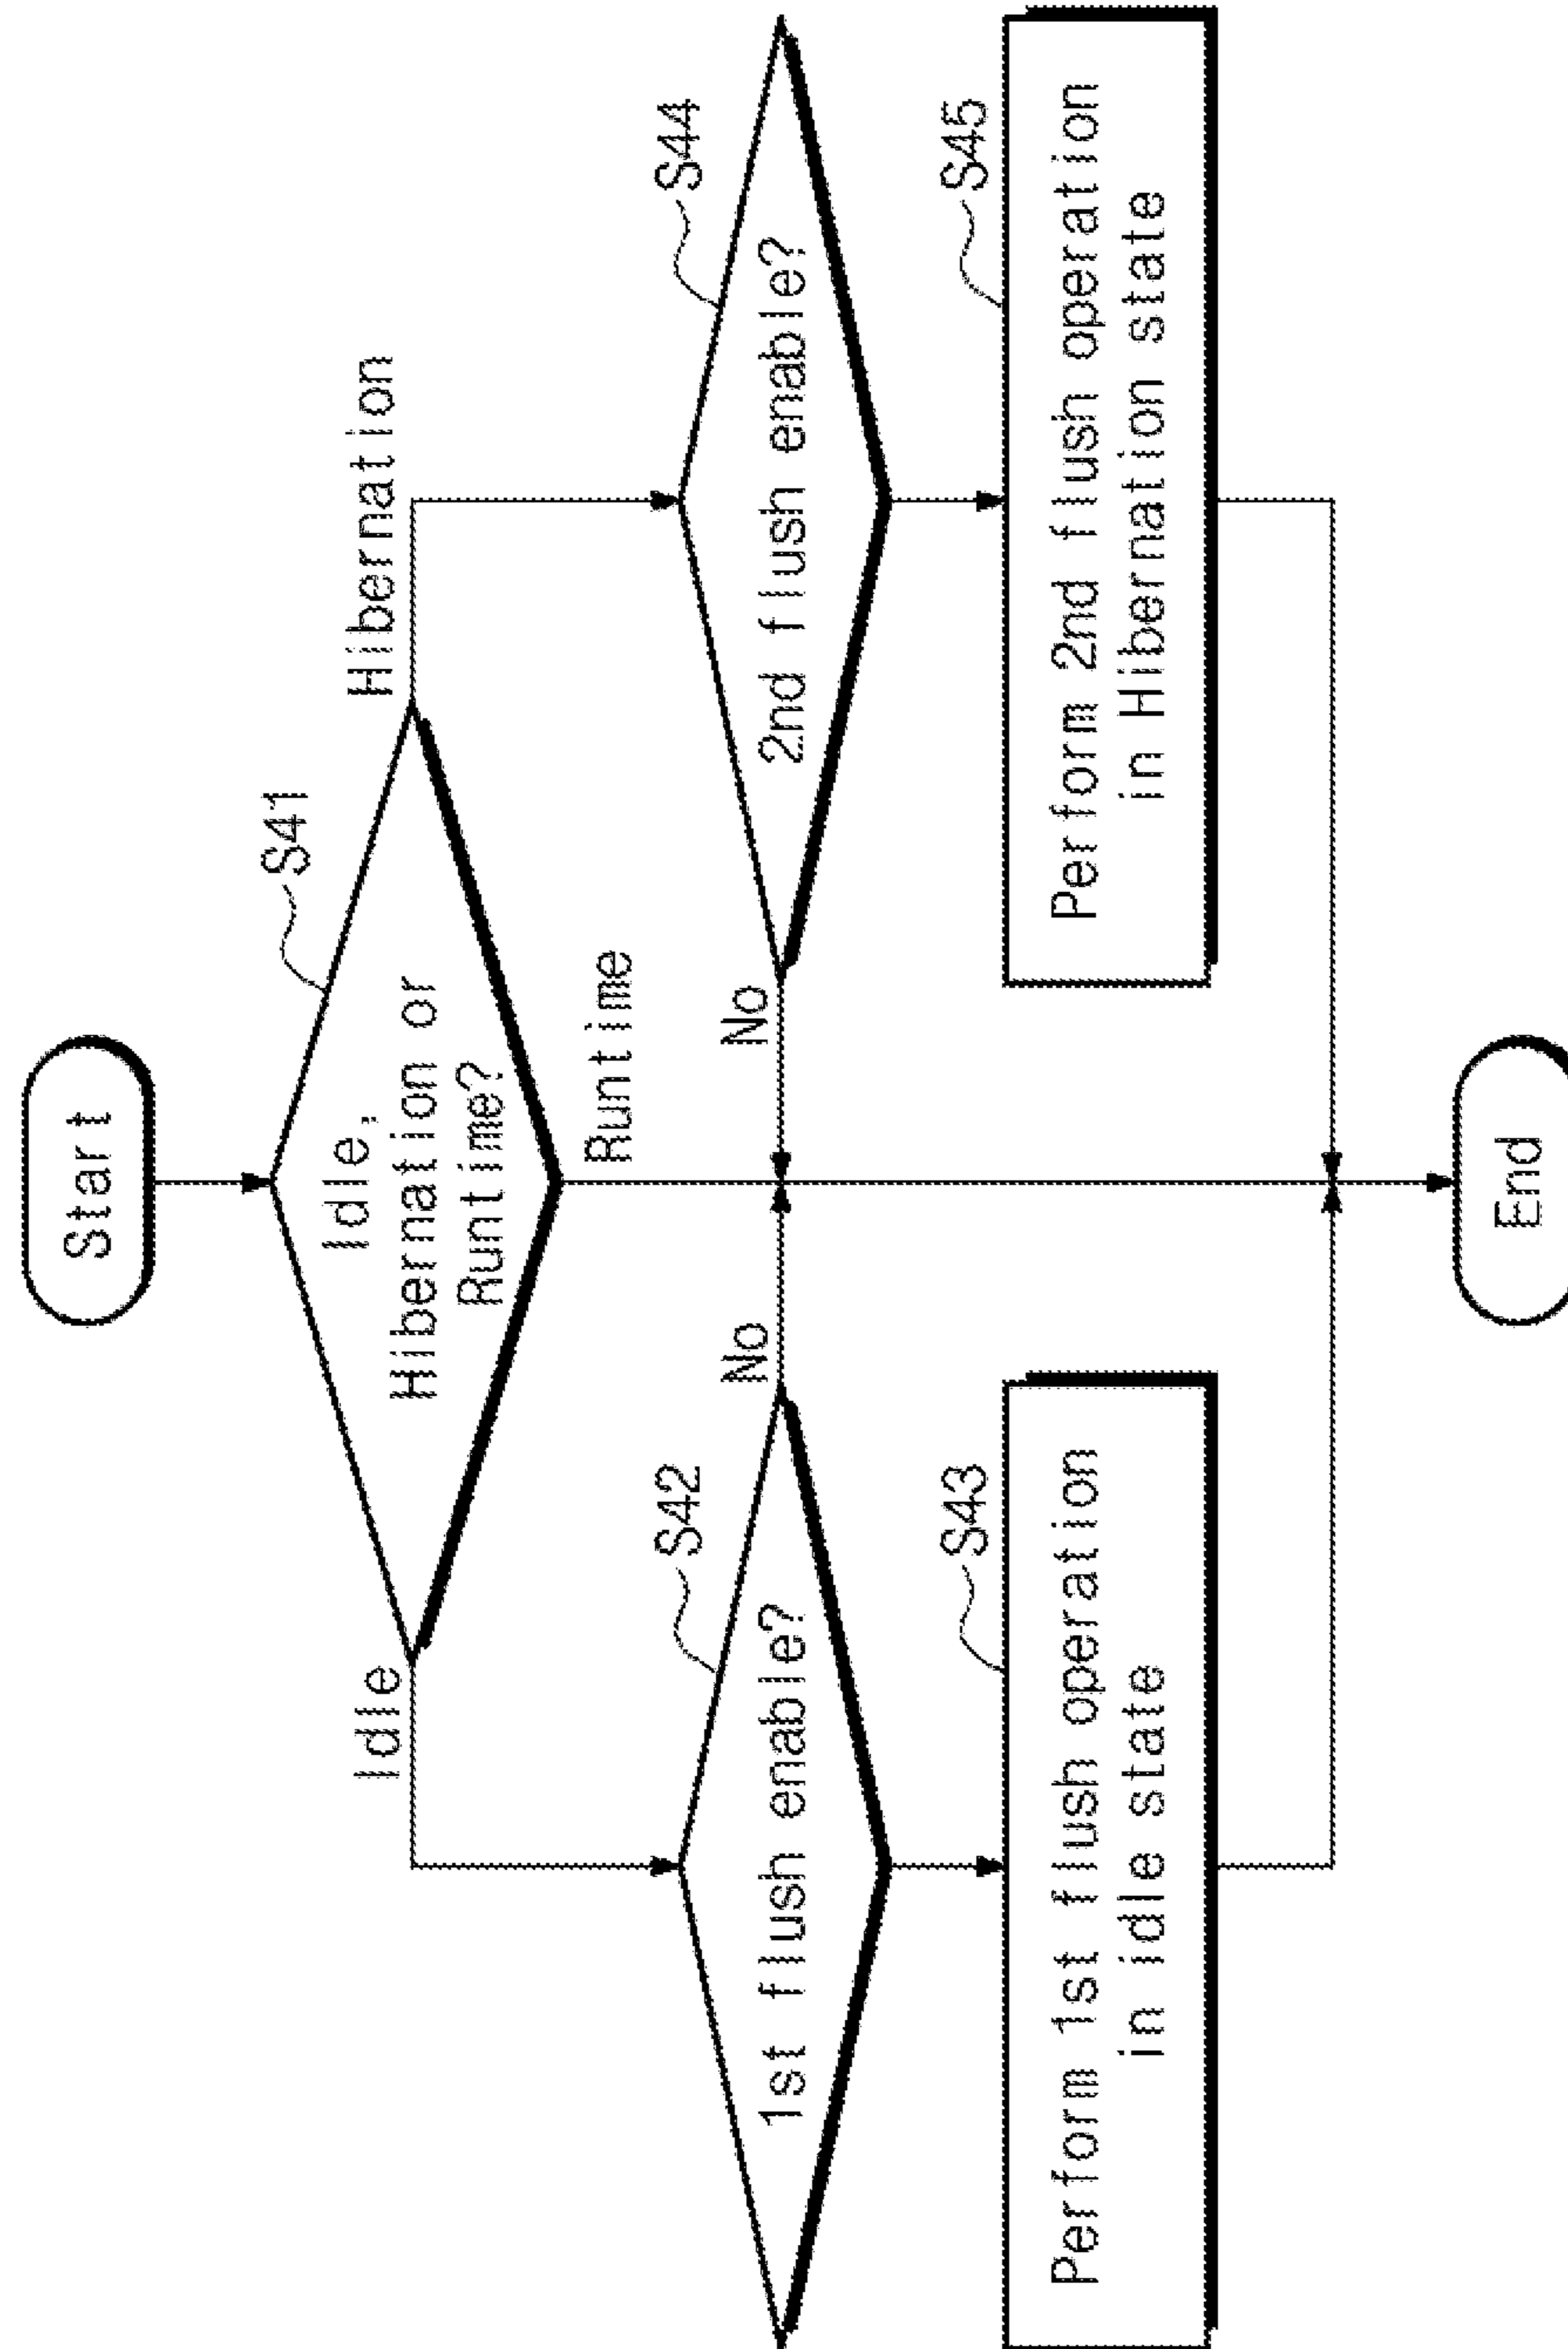 Start
S41
Idle,
Hibernation or
Runtime?
Idle
Hibernation
Runtime
S42
1st flush enable?
No
No
S44
2nd flush enable?
S43
Perform 1st flush operation
in idle state
S45
Perform 2nd flush operation
in Hibernation state
End